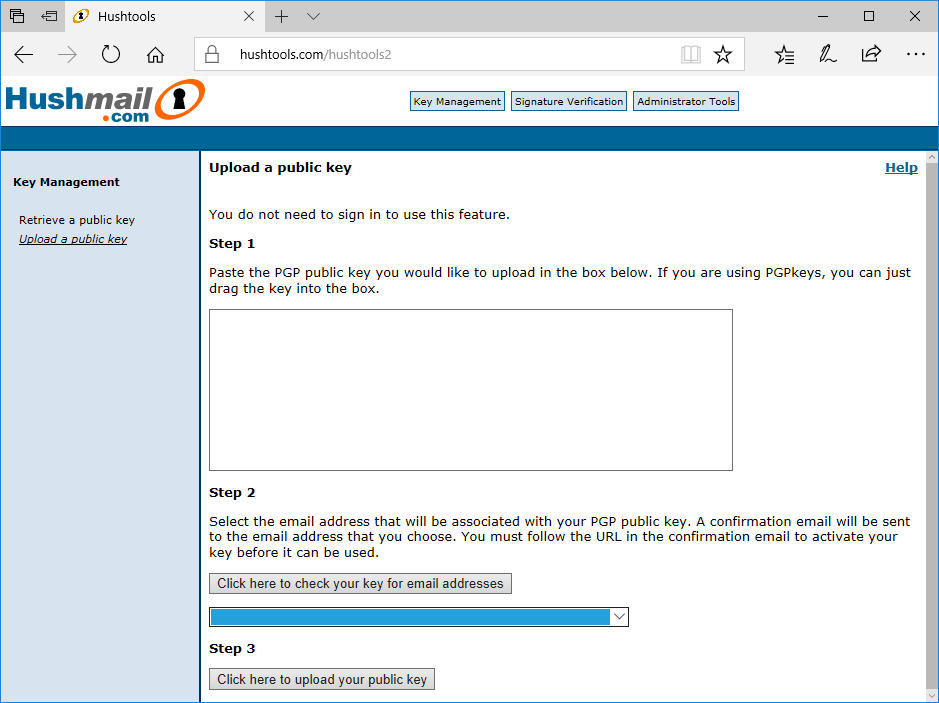 Hushtools
hushtools.com/hushtools2
Hushmail
.com
Key Management
Signature Verification
Administrator Tools
Key Management
Retrieve a public key
Upload a public key
Upload a public key
Help
You do not need to sign in to use this feature.
Step 1
Paste the PGP public key you would like to upload in the box below. If you are using PGPkeys, you can just
drag the key into the box.
Step 2
Select the email address that will be associated with your PGP public key. A confirmation email will be sent
to the email address that you choose. You must follow the URL in the confirmation email to activate your
key before it can be used.
Click here to check your key for email addresses
Step 3
Click here to upload your public key